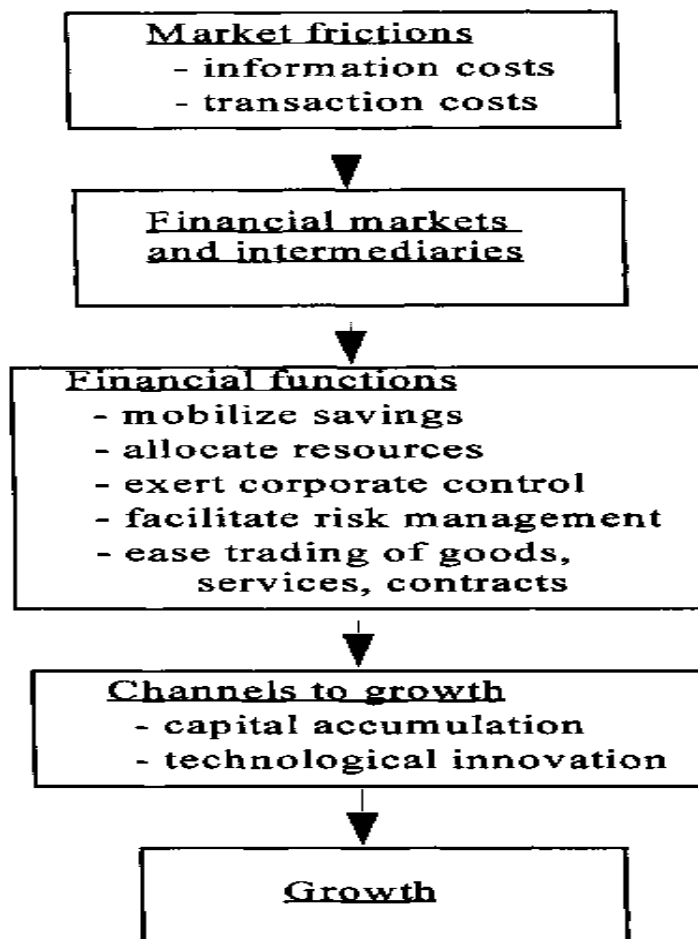 Market frictions
- information costs
- transaction costs
Financial markets
and intermediaries
Financial functions
- mobilize savings
- allocate resources
- exert corporate control
- facilitate risk management
- ease trading of goods,
services, contracts
Channels to growth
- capital accumulation
- technological innovation
Growth